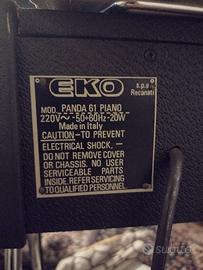 EKO
s.p.a.
Recanati
MOD. PANDA 61 PIANO
220V~-50÷60Hz-20W
Made in Italy
CAUTION-TO PREVENT
ELECTRICAL SHOCK,-
DO NOT REMOVE COVER
OR CHASSIS. NO USER
SERVICEABLE PARTS
INSIDE. REFER SERVICING
TO QUALIFIED PERSONNEL.
subito